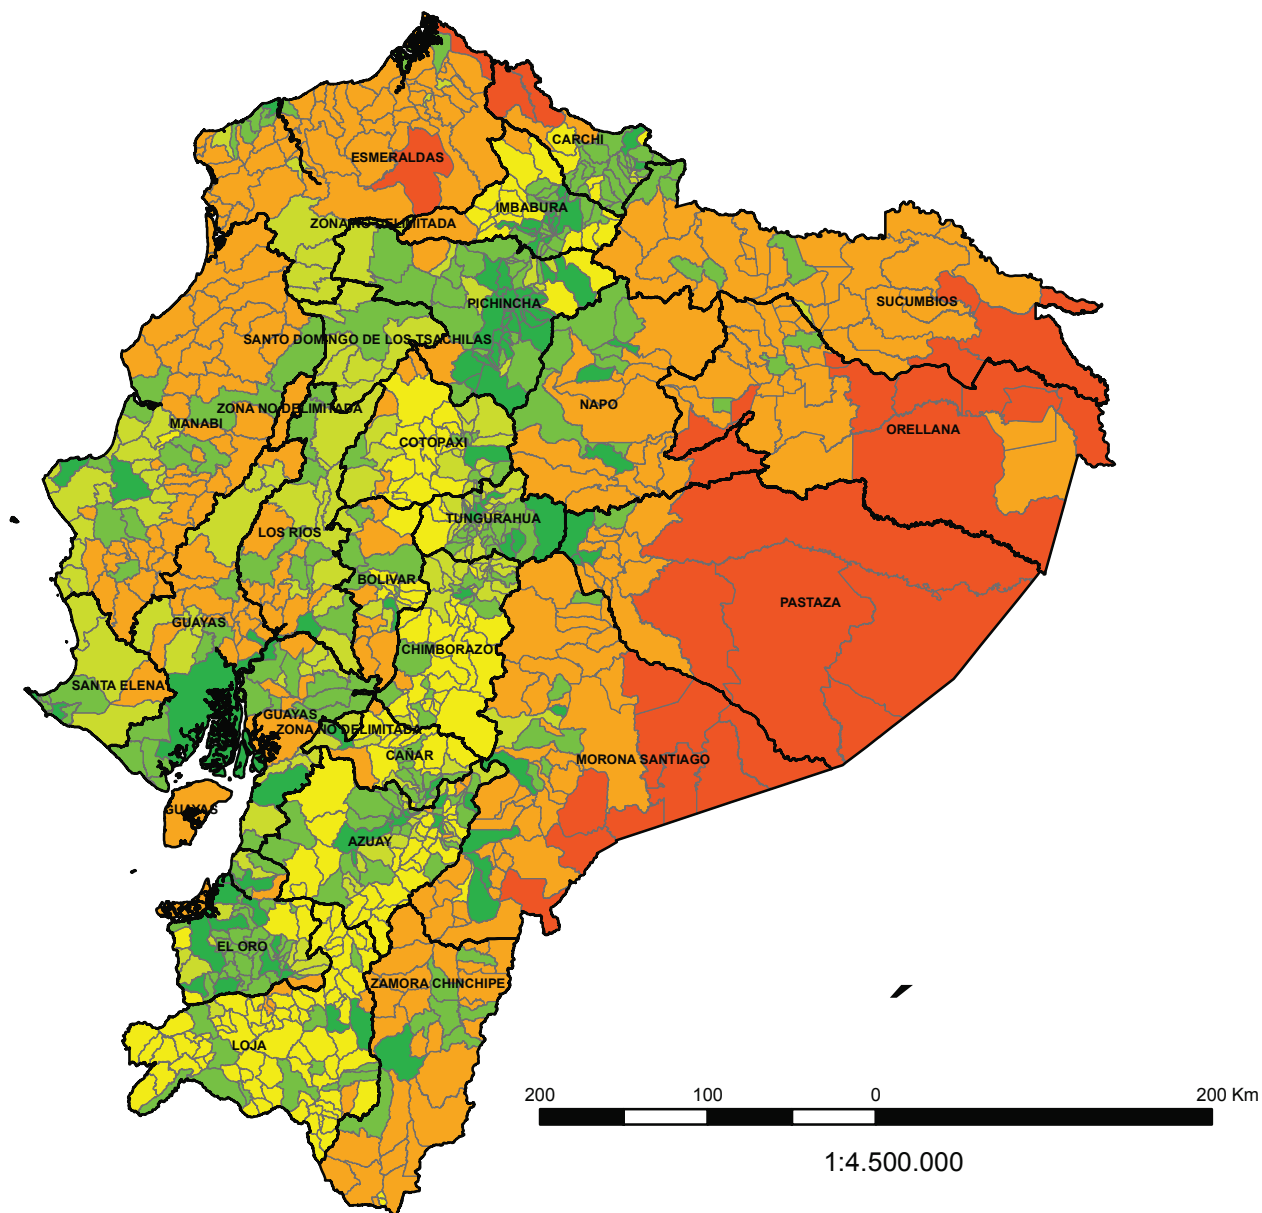 CARCHI
ESMERALDAS
IMBABURA
ZONA NO DELIMITADA
PICHINCHA
SUCUMBIOS
SANTO DOMINGO DE LOS TSACHILAS
NAPO
ZONA NO DELIMITADA
MANABI
ORELLANA
COTOPAXI
TUNGURAHUA
LOS RIOS
BOLIVAR
PASTAZA
GUAYAS
CHIMBORAZO
SANTA ELENA
GUAYAS
ZONA NO DELIMITADA
CAÑAR
MORONA SANTIAGO
GUAYAS
AZUAY
EL ORO
ZAMORA CHINCHIPE
LOJA
200 100 0 200 Km
1:4.500.000